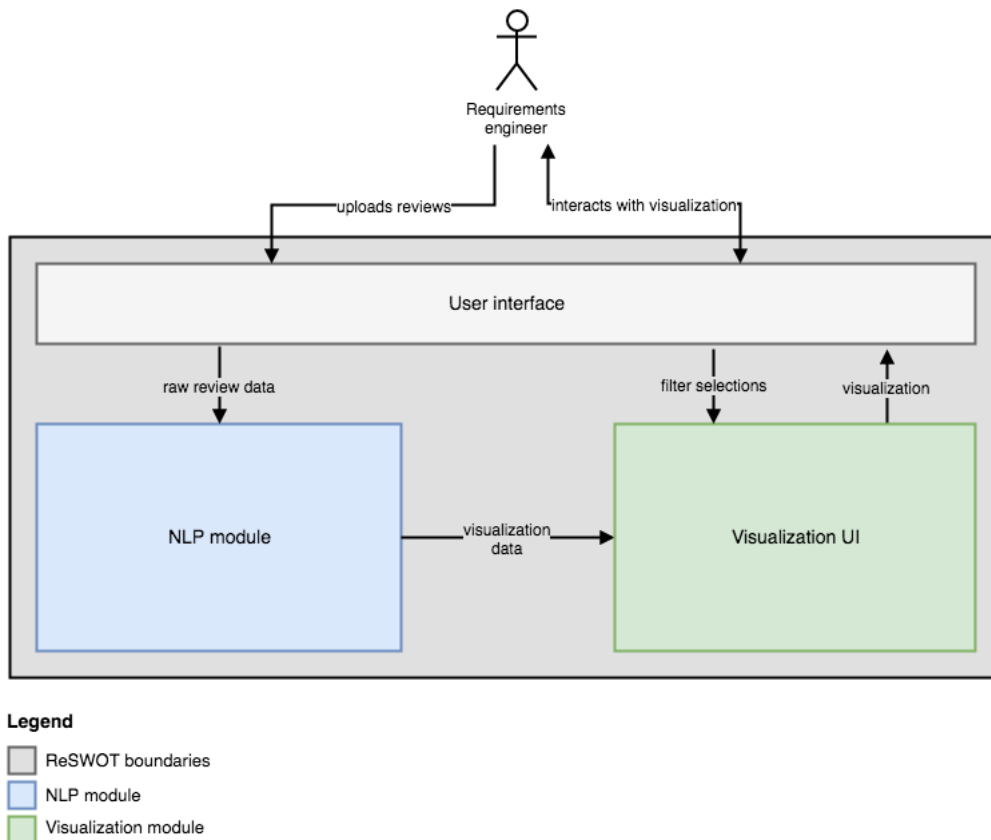 Requirements
engineer
uploads reviews
interacts with visualization
User interface
raw review data
filter selections
visualization
NLP module
visualization
data
Visualization UI
Legend
ReSWOT boundaries
NLP module
Visualization module